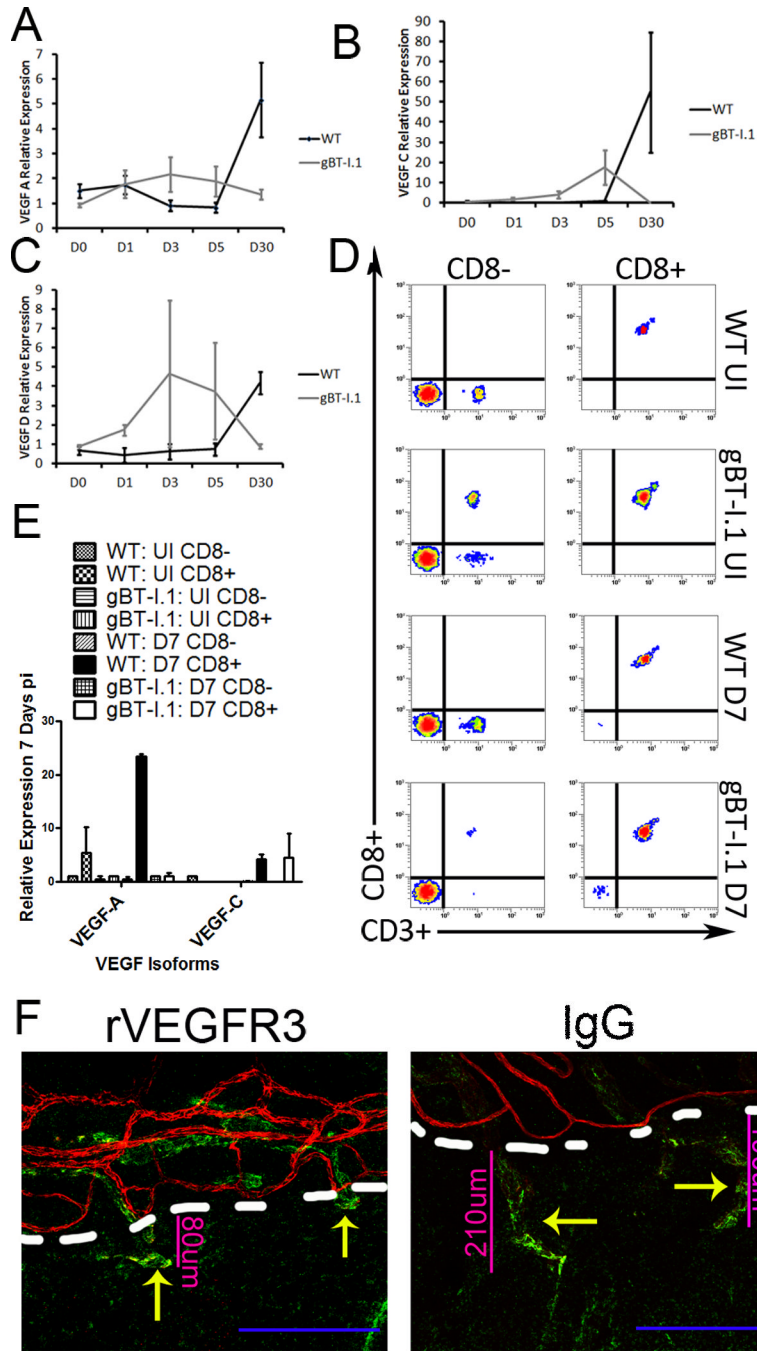 A
VEGF A Relative Expression
7
6
5
4
3
2
1
0
D0 D1 D3 D5 D30
WT
gBT-I.1
B
VEGF C Relative Expression
90
80
70
60
50
40
30
20
10
0
D0 D1 D3 D5 D30
WT
gBT-I.1
C
VEGF D Relative Expression
9
8
7
6
5
4
3
2
1
0
D0 D1 D3 D5 D30
WT
gBT-I.1
D
CD8- CD8+
WT UI
gBT-I.1 UI
WT D7
gBT-I.1 D7
CD8+
CD3+
E
WT: UI CD8-
WT: UI CD8+
gBT-I.1: UI CD8-
gBT-I.1: UI CD8+
WT: D7 CD8-
WT: D7 CD8+
gBT-I.1: D7 CD8-
gBT-I.1: D7 CD8+
Relative Expression 7 Days pi
30
20
10
0
VEGF-A
VEGF-C
VEGF Isoforms
F
rVEGFR3
IgG
80um
210um